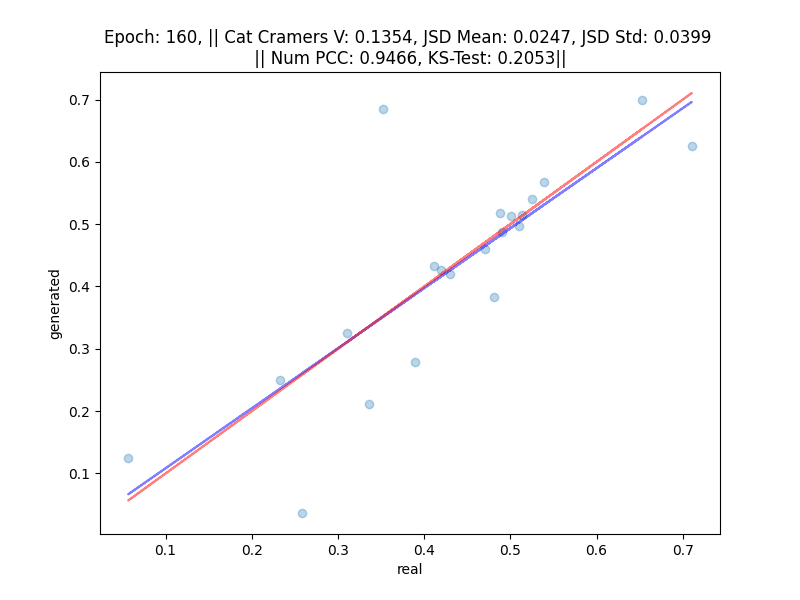 Epoch: 160, || Cat Cramers V: 0.1354, JSD Mean: 0.0247, JSD Std: 0.0399
|| Num PCC: 0.9466, KS-Test: 0.2053||
0.7
0.6
0.5
0.4
0.3
0.2
0.1
generated
0.1 0.2 0.3 0.4 0.5 0.6 0.7
real